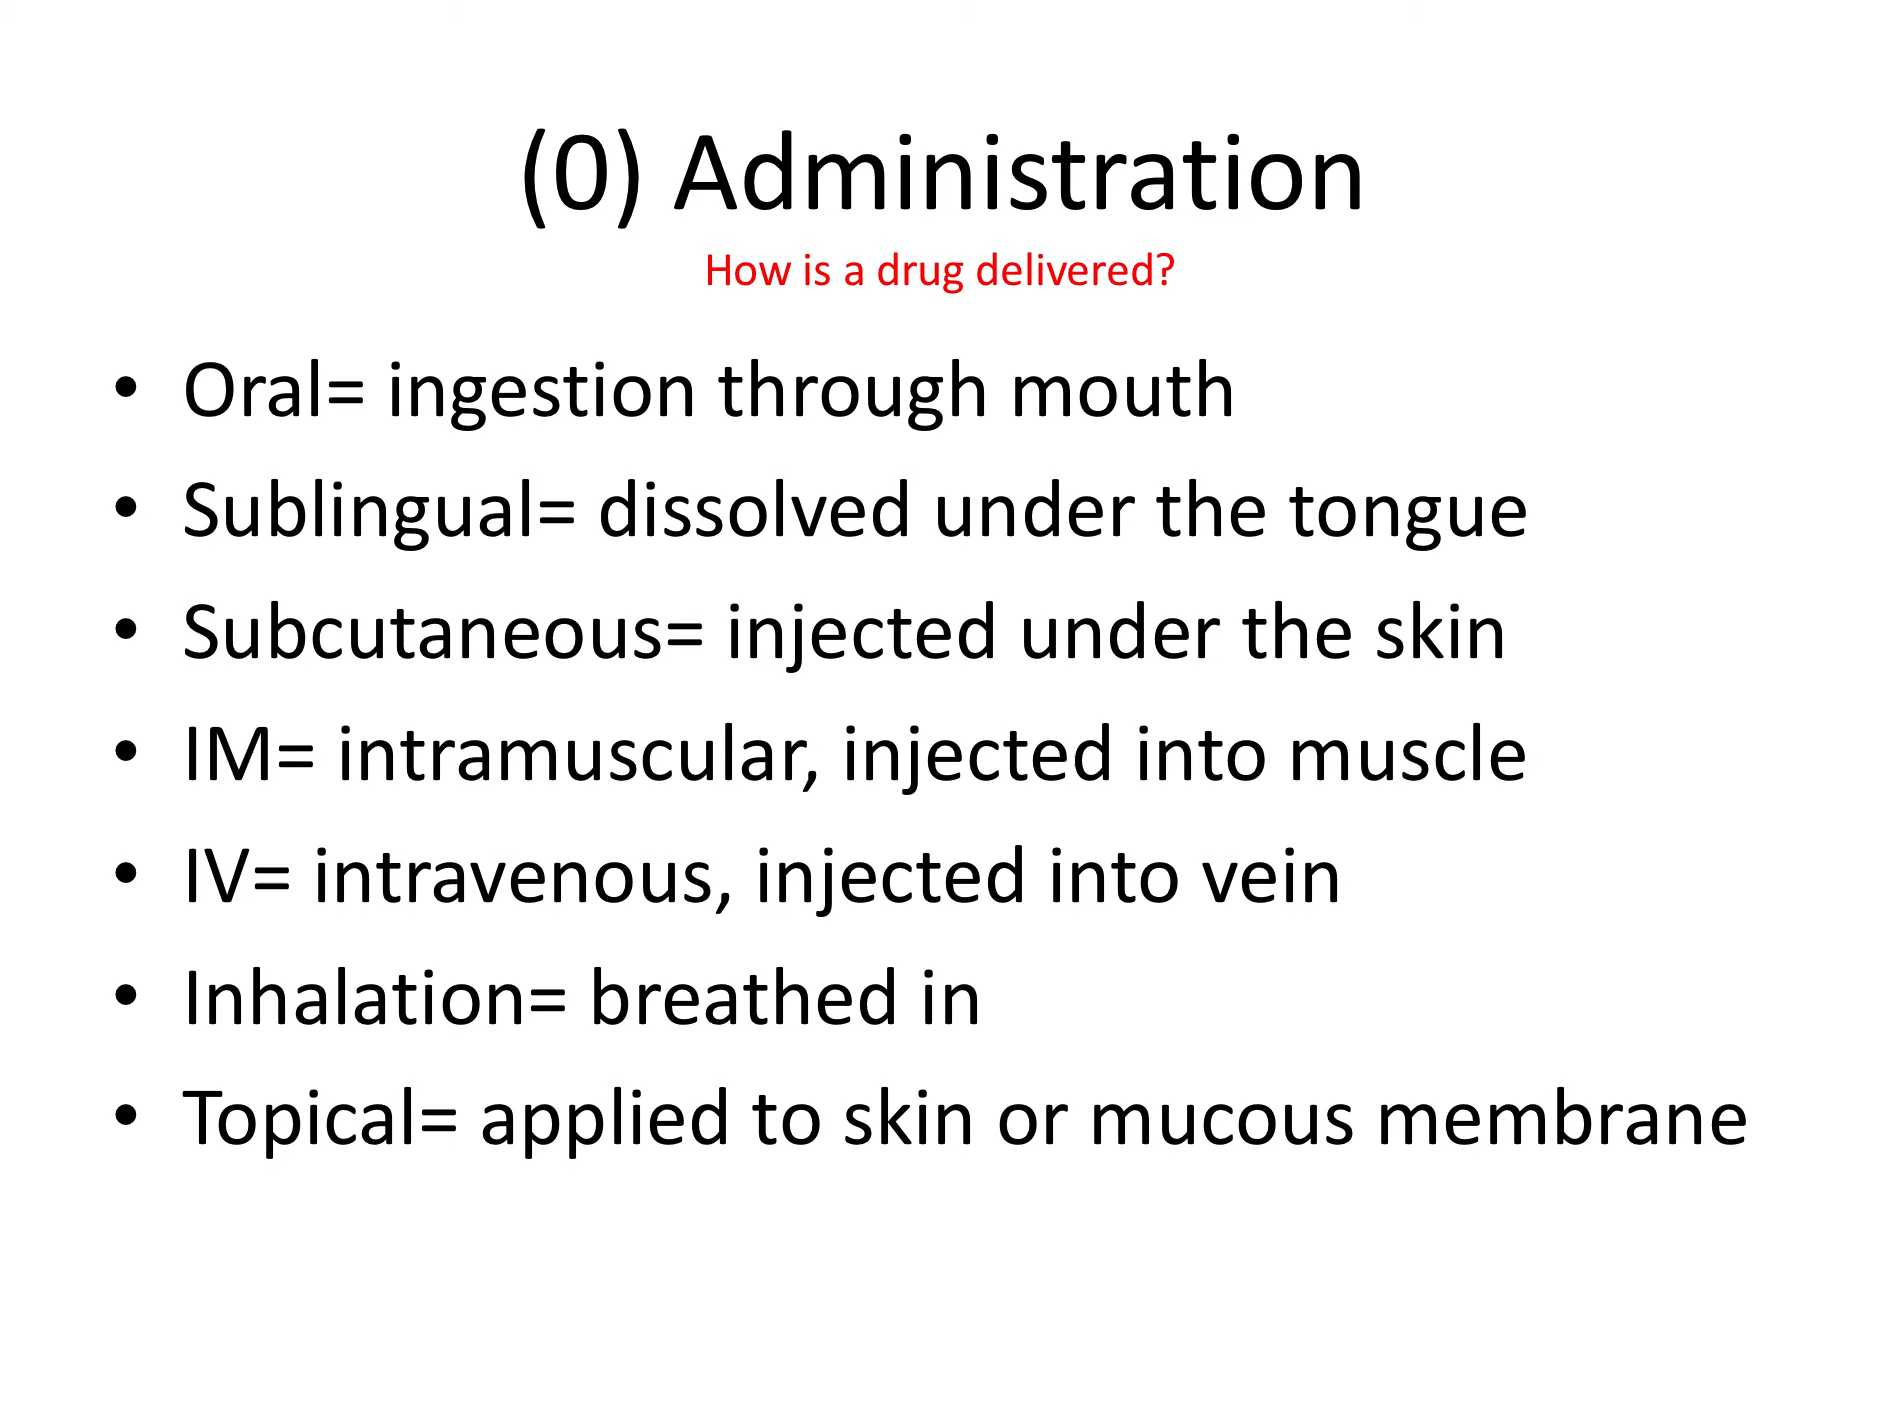 (0) Administration
How is a drug delivered?
• Oral= ingestion through mouth
• Sublingual= dissolved under the tongue
• Subcutaneous= injected under the skin
• IM= intramuscular, injected into muscle
• IV= intravenous, injected into vein
• Inhalation= breathed in
• Topical= applied to skin or mucous membrane